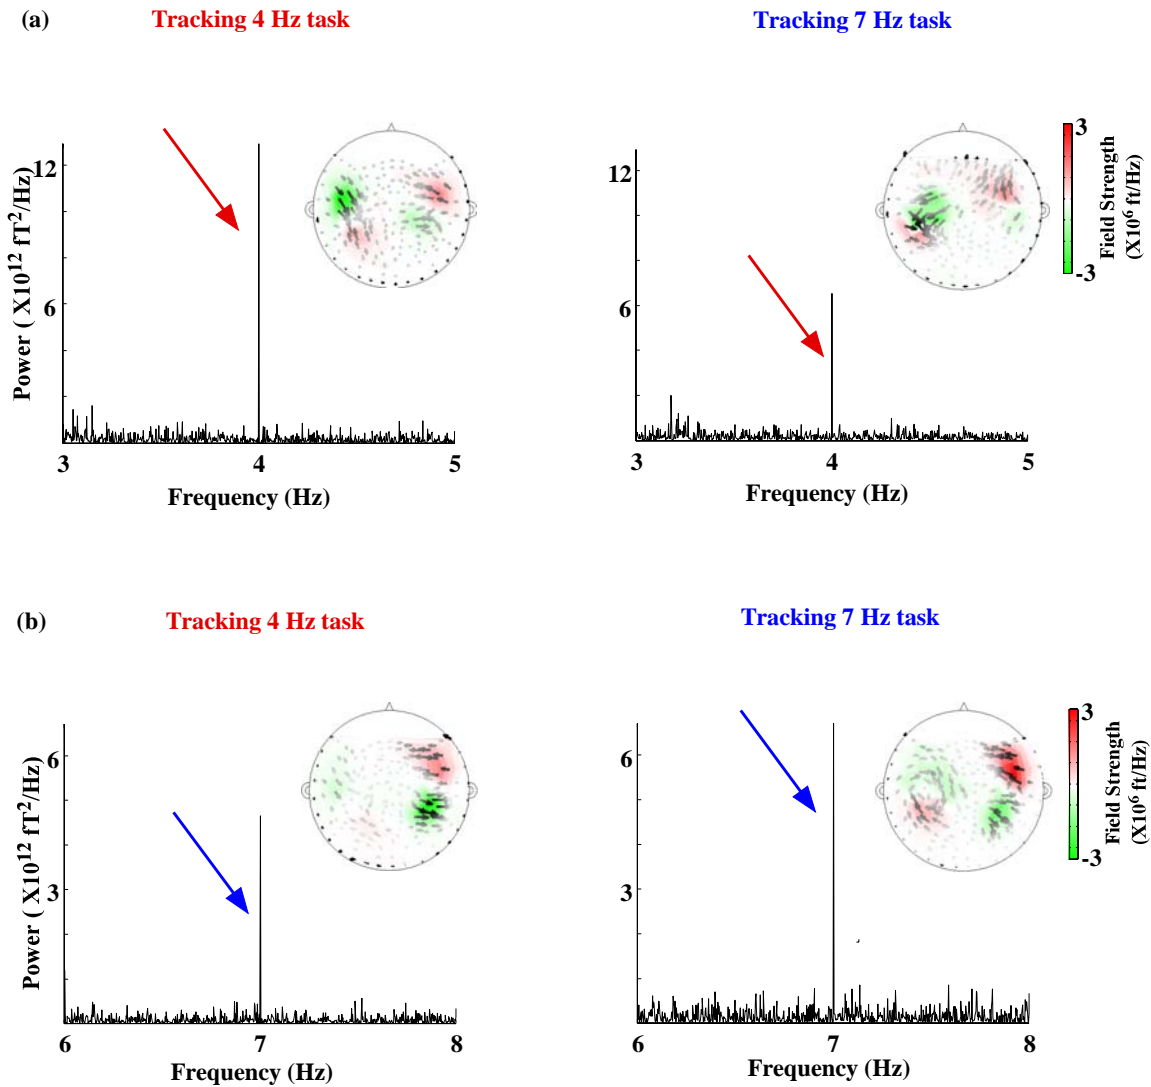 (a)
Tracking 4 Hz task
Tracking 7 Hz task
Power ( X10¹² fT²/Hz)
12
6
3
4
5
Frequency (Hz)
12
6
3
4
5
Frequency (Hz)
3
-3
Field Strength
(X10⁶ ft/Hz)
(b)
Tracking 4 Hz task
Tracking 7 Hz task
Power ( X10¹² fT²/Hz)
6
3
6
7
8
Frequency (Hz)
6
3
6
7
8
Frequency (Hz)
3
-3
Field Strength
(X10⁶ ft/Hz)